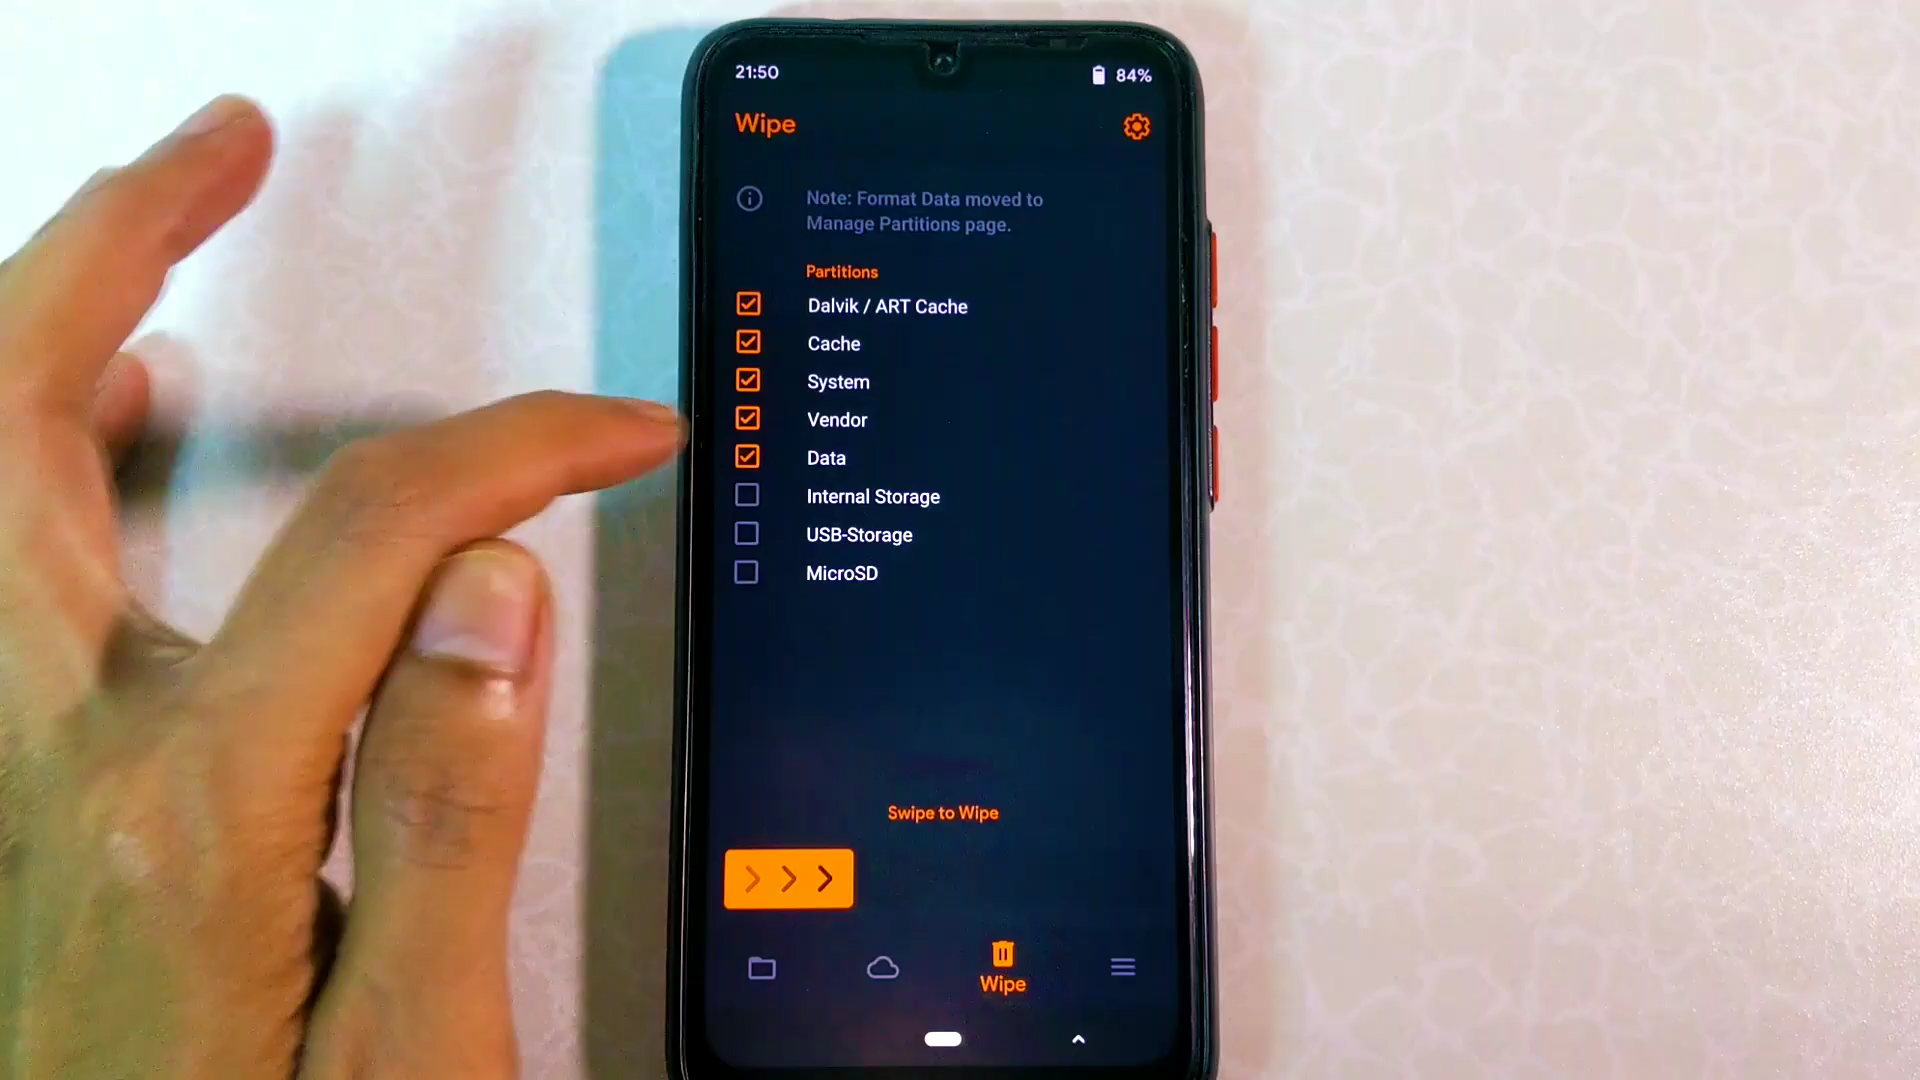 21:50
84%
Wipe
Note: Format Data moved to
Manage Partitions page.
Partitions
Dalvik / ART Cache
Cache
System
Vendor
Data
Internal Storage
USB-Storage
MicroSD
Swipe to Wipe
Wipe